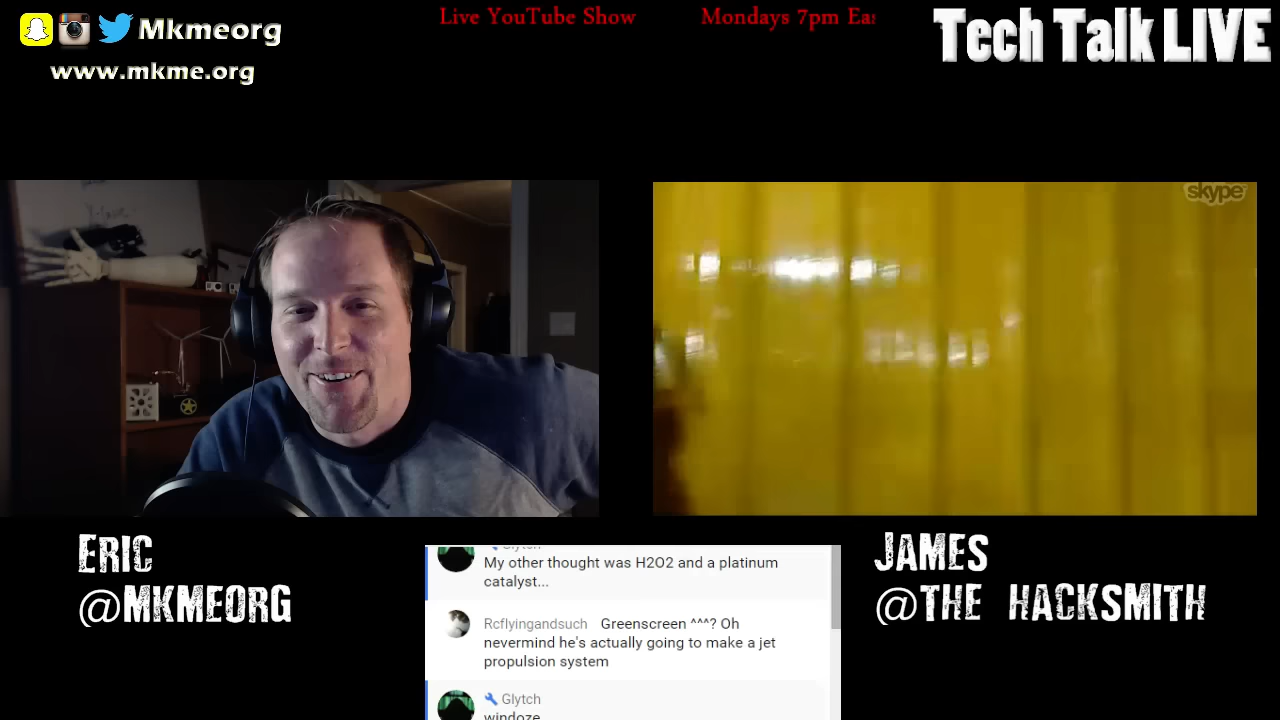 Mkmeorg
www.mkme.org
Live YouTube Show
Mondays 7pm Eas
Tech Talk LIVE
skype
ERIC
@MKMEORG
JAMES
@THE HACKSMITH
Glytch
My other thought was H2O2 and a platinum
catalyst...
Rcflyingandsuch Greenscreen ^^^? Oh
nevermind he's actually going to make a jet
propulsion system
Glytch
windoze